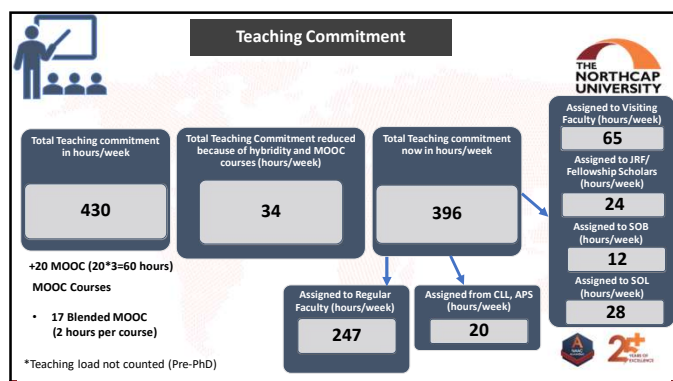 Teaching Commitment
THE
NORTHCAP
UNIVERSITY
Total Teaching commitment
in hours/week
430
Total Teaching Commitment reduced
because of hybridity and MOOC
courses (hours/week)
34
Total Teaching commitment
now in hours/week
396
Assigned to Visiting
Faculty (hours/week)
65
Assigned to JRF/
Fellowship Scholars
(hours/week)
24
Assigned to SOB
(hours/week)
12
Assigned to SOL
(hours/week)
28
+20 MOOC (20*3=60 hours)
MOOC Courses
• 17 Blended MOOC
(2 hours per course)
Assigned to Regular
Faculty (hours/week)
247
Assigned from CLL, APS
(hours/week)
20
*Teaching load not counted (Pre-PhD)
A
25+
YEARS OF
EXCELLENCE